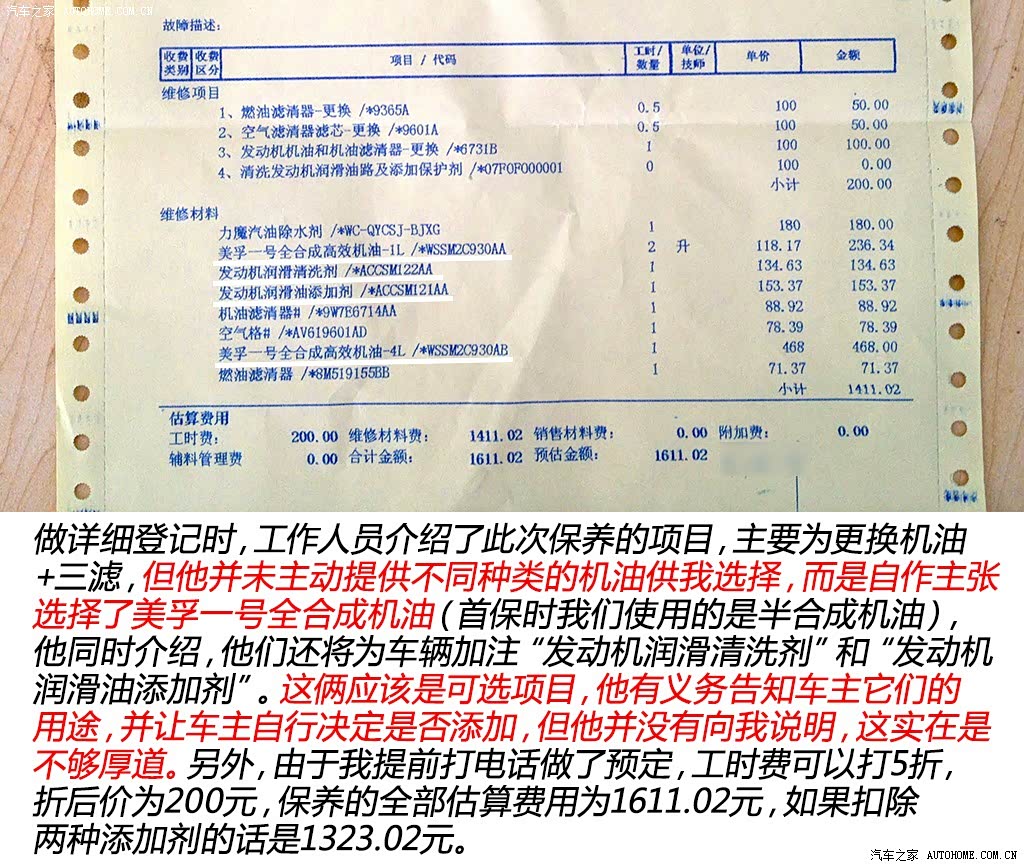 汽车之家 AUTOHOME.COM.CN
故障描述:
收费类别 收费区分 项目 / 代码 工时/数量 单位/技师 单价 金额
维修项目
1、燃油滤清器-更换 /*9365A 0.5 100 50.00
2、空气滤清器滤芯-更换 /*9601A 0.5 100 50.00
3、发动机机油和机油滤清器-更换 /*6731B 1 100 100.00
4、清洗发动机润滑油路及添加保护剂 /*07F0F000001 0 100 0.00
小计 200.00
维修材料
力魔汽油除水剂 /*WC-QYCSJ-BJXG 1 180 180.00
美孚一号全合成高效机油-1L /*WSSM2C930AA 2 升 118.17 236.34
发动机润滑清洗剂 /*ACCSM122AA 1 134.63 134.63
发动机润滑油添加剂 /*ACCSM121AA 1 153.37 153.37
机油滤清器# /*9W7E6714AA 1 88.92 88.92
空气格# /*AV619601AD 1 78.39 78.39
美孚一号全合成高效机油-4L /*WSSM2C930AB 1 468 468.00
燃油滤清器 /*8M519155BB 1 71.37 71.37
小计 1411.02
估算费用
工时费: 200.00 维修材料费: 1411.02 销售材料费: 0.00 附加费: 0.00
辅料管理费 0.00 合计金额: 1611.02 预估金额: 1611.02
做详细登记时,工作人员介绍了此次保养的项目,主要为更换机油
+三滤,但他并未主动提供不同种类的机油供我选择,而是自作主张
选择了美孚一号全合成机油(首保时我们使用的是半合成机油),
他同时介绍,他们还将为车辆加注“发动机润滑清洗剂”和“发动机
润滑油添加剂”。这俩应该是可选项目,他有义务告知车主它们的
用途,并让车主自行决定是否添加,但他并没有向我说明,这实在是
不够厚道。另外,由于我提前打电话做了预定,工时费可以打5折,
折后价为200元,保养的全部估算费用为1611.02元,如果扣除
两种添加剂的话是1323.02元。
汽车之家 AUTOHOME.COM.CN